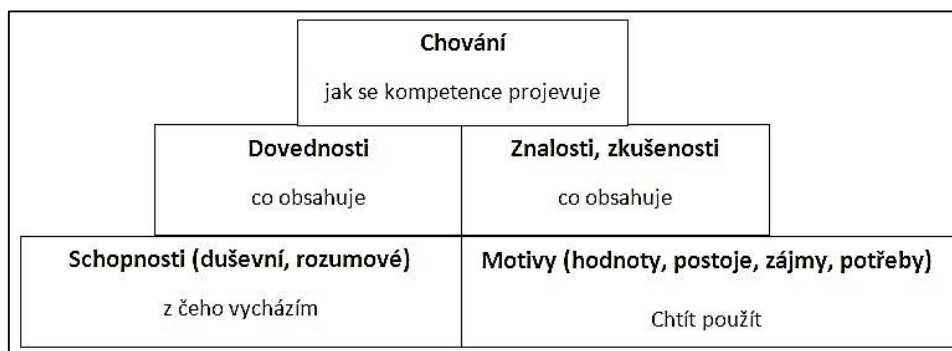 Chování
jak se kompetence projevuje
Dovednosti
co obsahuje
Znalosti, zkušenosti
co obsahuje
Schopnosti (duševní, rozumové)
z čeho vycházím
Motivy (hodnoty, postoje, zájmy, potřeby)
Chtít použít